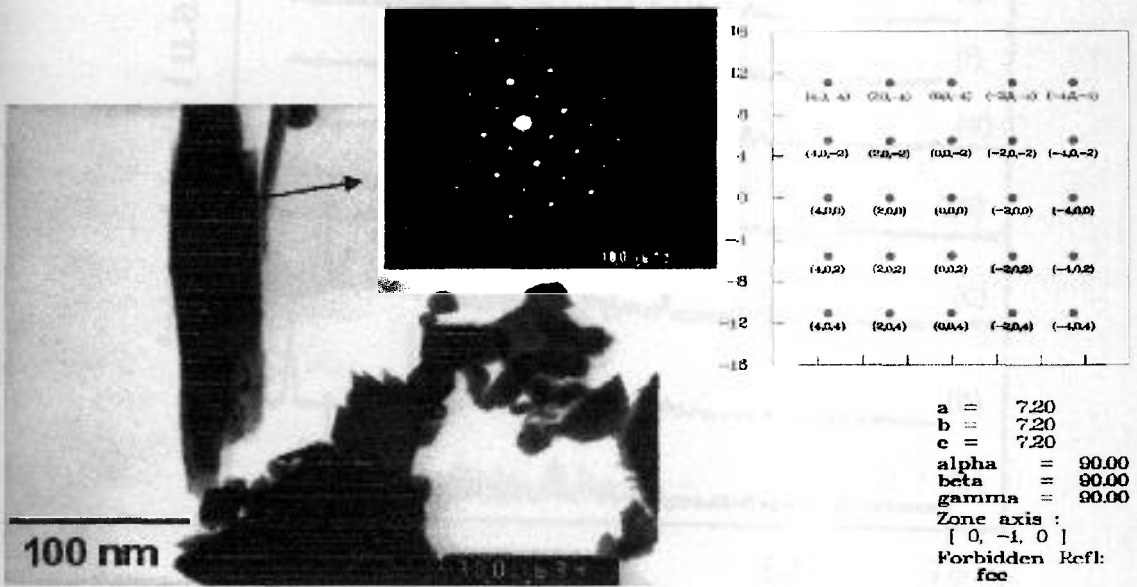 100 nm
16
12
8
4
0
-4
-8
-12
-16
(0,0,-4)
(4,0,-2) (2,0,-2) (0,0,-2) (-2,0,-2) (-4,0,-2)
(4,0,0) (2,0,0) (0,0,0) (-2,0,0) (-4,0,0)
(4,0,2) (2,0,2) (0,0,2) (-2,0,2) (-4,0,2)
(4,0,4) (2,0,4) (0,0,4) (-2,0,4) (-4,0,4)
a = 7.20
b = 7.20
c = 7.20
alpha = 90.00
beta = 90.00
gamma = 90.00
Zone axis :
[ 0, -1, 0 ]
Forbidden Refl:
fcc